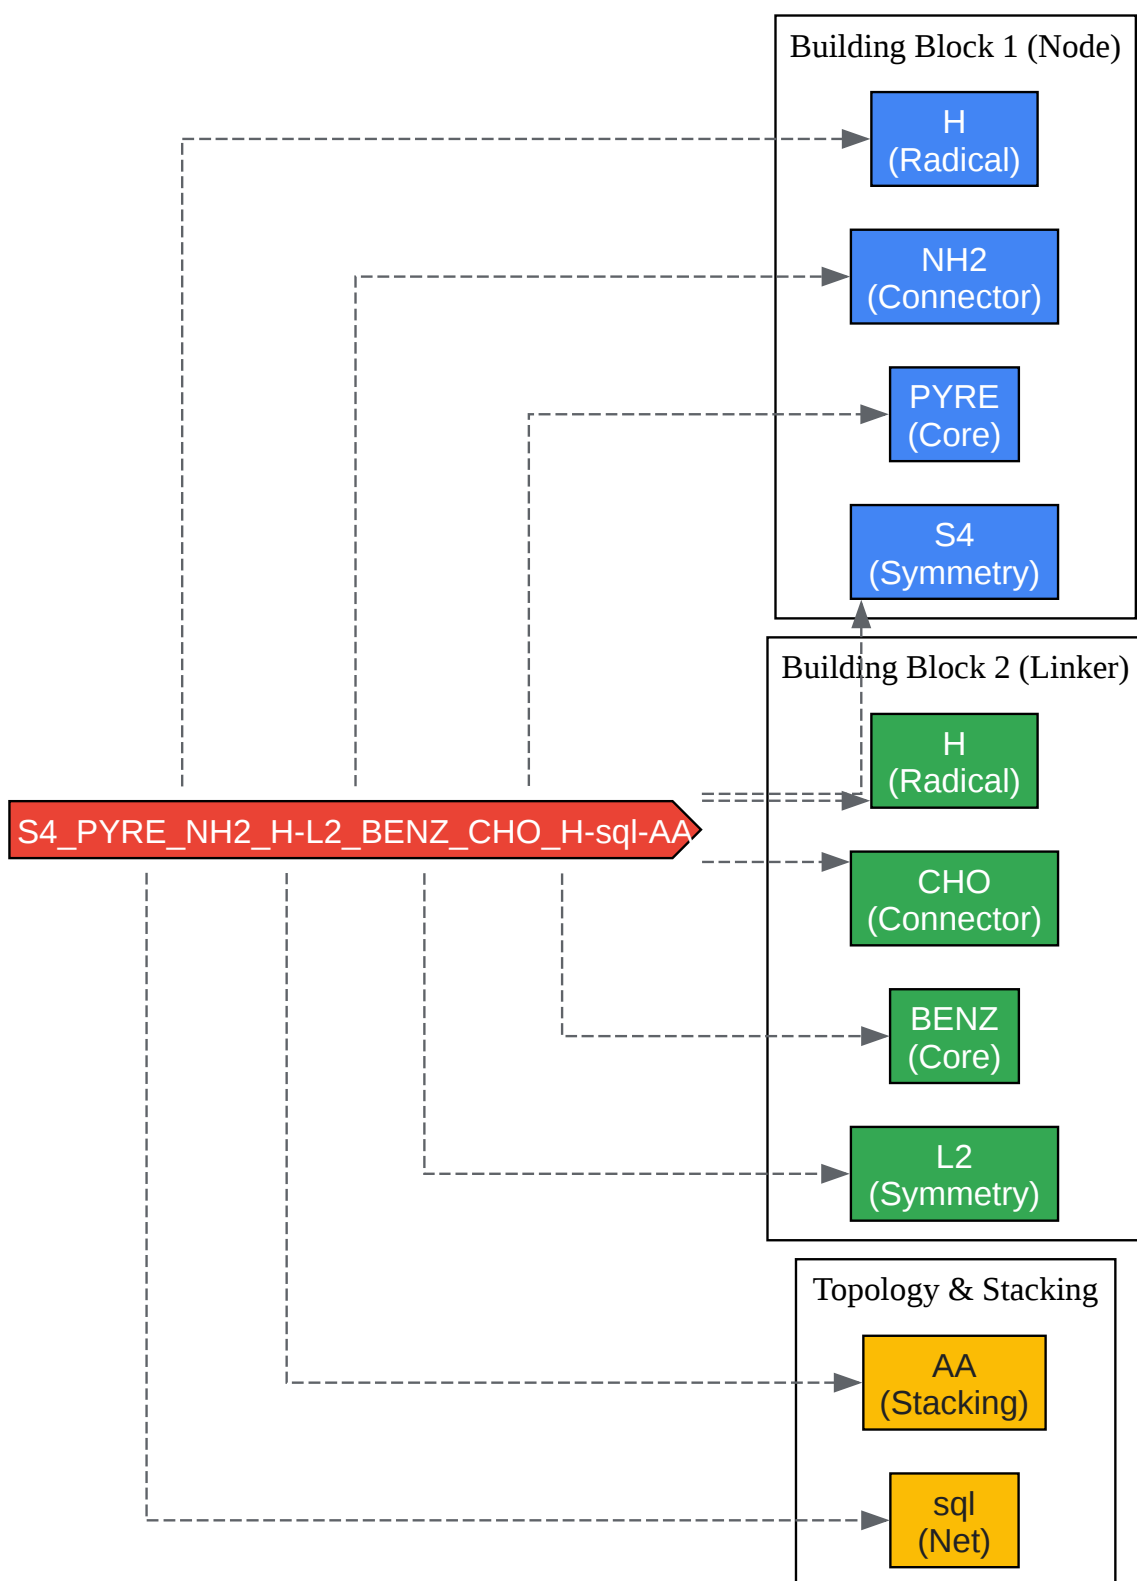 Building Block 1 (Node)
H
(Radical)
NH2
(Connector)
PYRE
(Core)
S4
(Symmetry)
Building Block 2 (Linker)
H
(Radical)
S4_PYRE_NH2_H-L2_BENZ_CHO_H-sql-AA
CHO
(Connector)
BENZ
(Core)
L2
(Symmetry)
Topology & Stacking
AA
(Stacking)
sql
(Net)